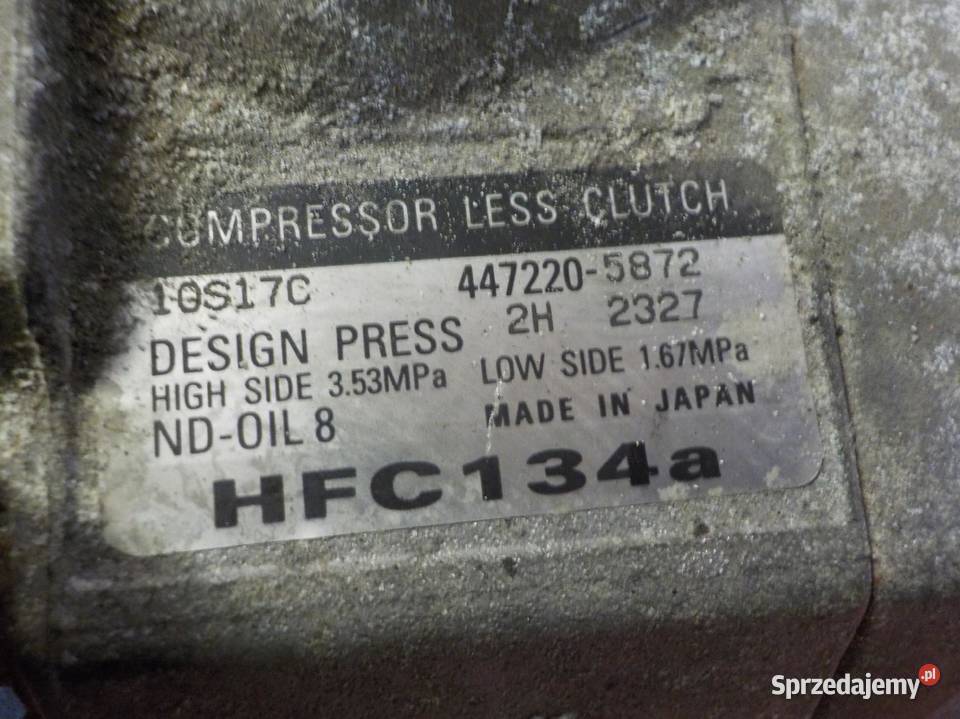 COMPRESSOR LESS CLUTCH
10S17C 447220-5872
DESIGN PRESS 2H 2327
HIGH SIDE 3.53MPa LOW SIDE 1.67MPa
ND-OIL 8 MADE IN JAPAN
HFC134a
Sprzedajemy.pl